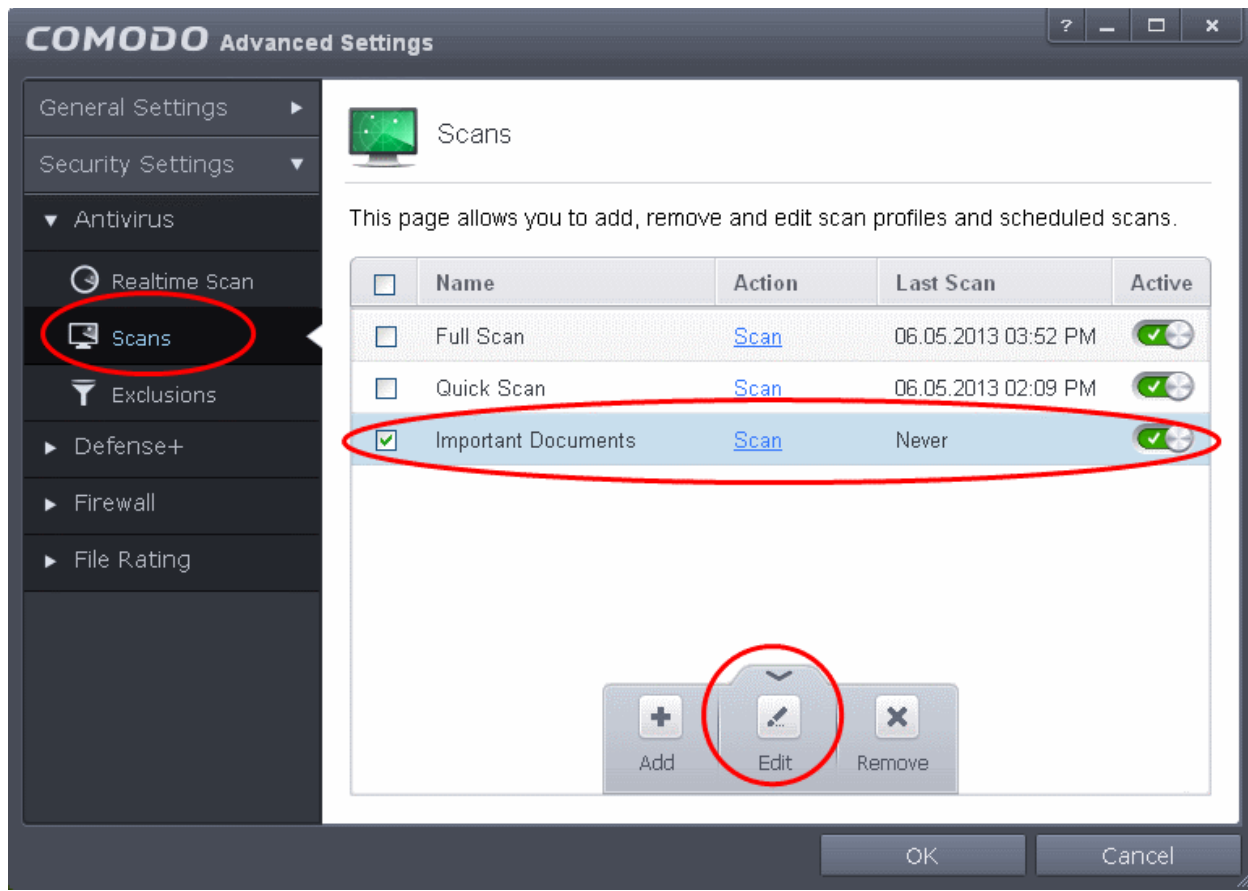 COMODO Advanced Settings
?
General Settings
Security Settings
Antivirus
Realtime Scan
Scans
Exclusions
Defense+
Firewall
File Rating
Scans
This page allows you to add, remove and edit scan profiles and scheduled scans.
Name Action Last Scan Active
Full Scan Scan 06.05.2013 03:52 PM
Quick Scan Scan 06.05.2013 02:09 PM
Important Documents Scan Never
Add Edit Remove
OK Cancel